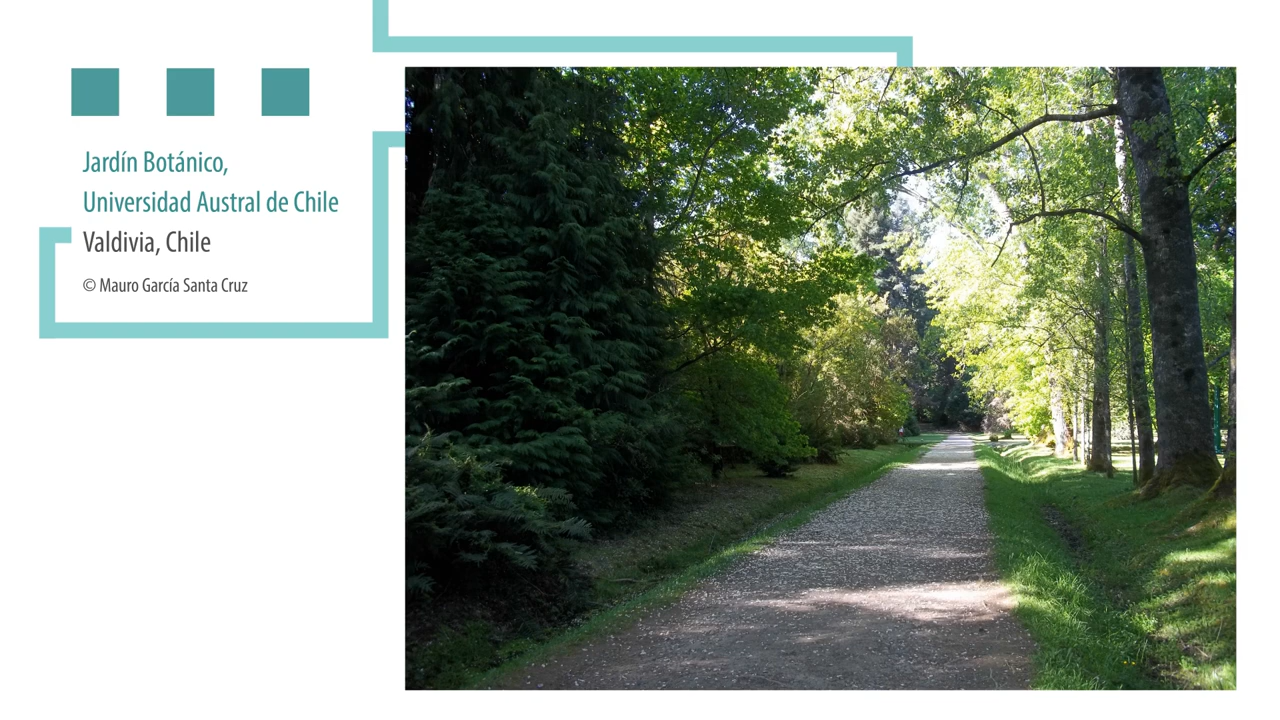 Jardín Botánico,
Universidad Austral de Chile
Valdivia, Chile
© Mauro García Santa Cruz